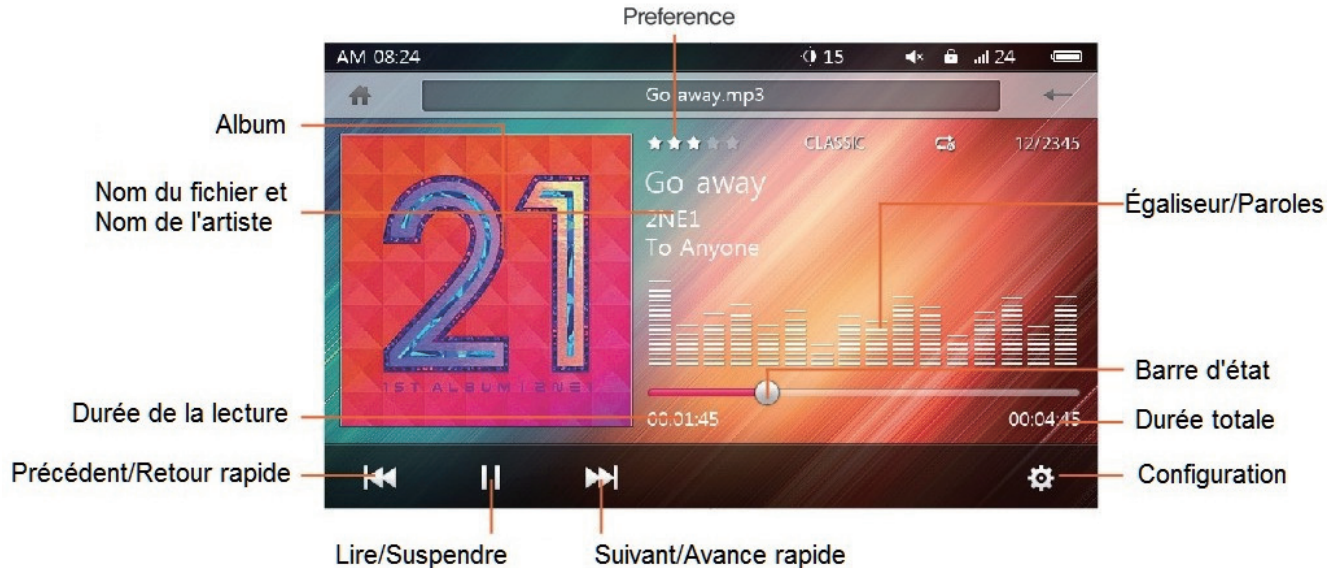 Preference
AM 08:24
15
24
Go away.mp3
Album
CLASSIC
12/2345
Go away
Nom du fichier et
Nom de l'artiste
2NE1
To Anyone
Égaliseur/Paroles
21
1ST ALBUM | 2NE1
Barre d'état
Durée de la lecture
00:01:45
00:04:45
Durée totale
Précédent/Retour rapide
Configuration
Lire/Suspendre
Suivant/Avance rapide